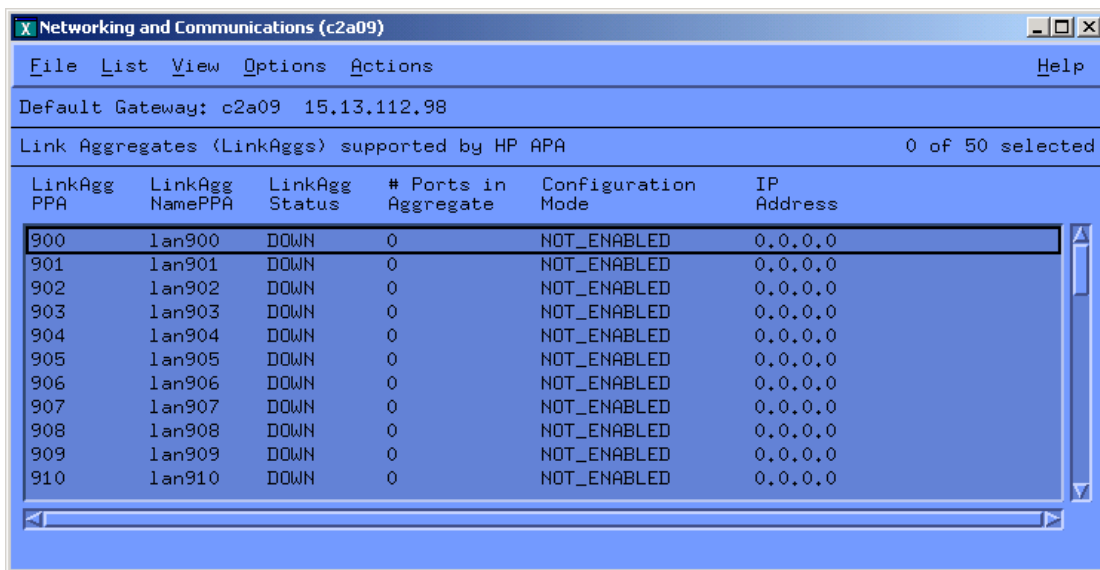 X Networking and Communications (c2a09)
File List View Options Actions Help
Default Gateway: c2a09 15.13.112.98
Link Aggregates (LinkAggs) supported by HP APA 0 of 50 selected
LinkAgg LinkAgg LinkAgg # Ports in Configuration IP
PPA NamePPA Status Aggregate Mode Address
900 lan900 DOWN 0 NOT_ENABLED 0.0.0.0
901 lan901 DOWN 0 NOT_ENABLED 0.0.0.0
902 lan902 DOWN 0 NOT_ENABLED 0.0.0.0
903 lan903 DOWN 0 NOT_ENABLED 0.0.0.0
904 lan904 DOWN 0 NOT_ENABLED 0.0.0.0
905 lan905 DOWN 0 NOT_ENABLED 0.0.0.0
906 lan906 DOWN 0 NOT_ENABLED 0.0.0.0
907 lan907 DOWN 0 NOT_ENABLED 0.0.0.0
908 lan908 DOWN 0 NOT_ENABLED 0.0.0.0
909 lan909 DOWN 0 NOT_ENABLED 0.0.0.0
910 lan910 DOWN 0 NOT_ENABLED 0.0.0.0